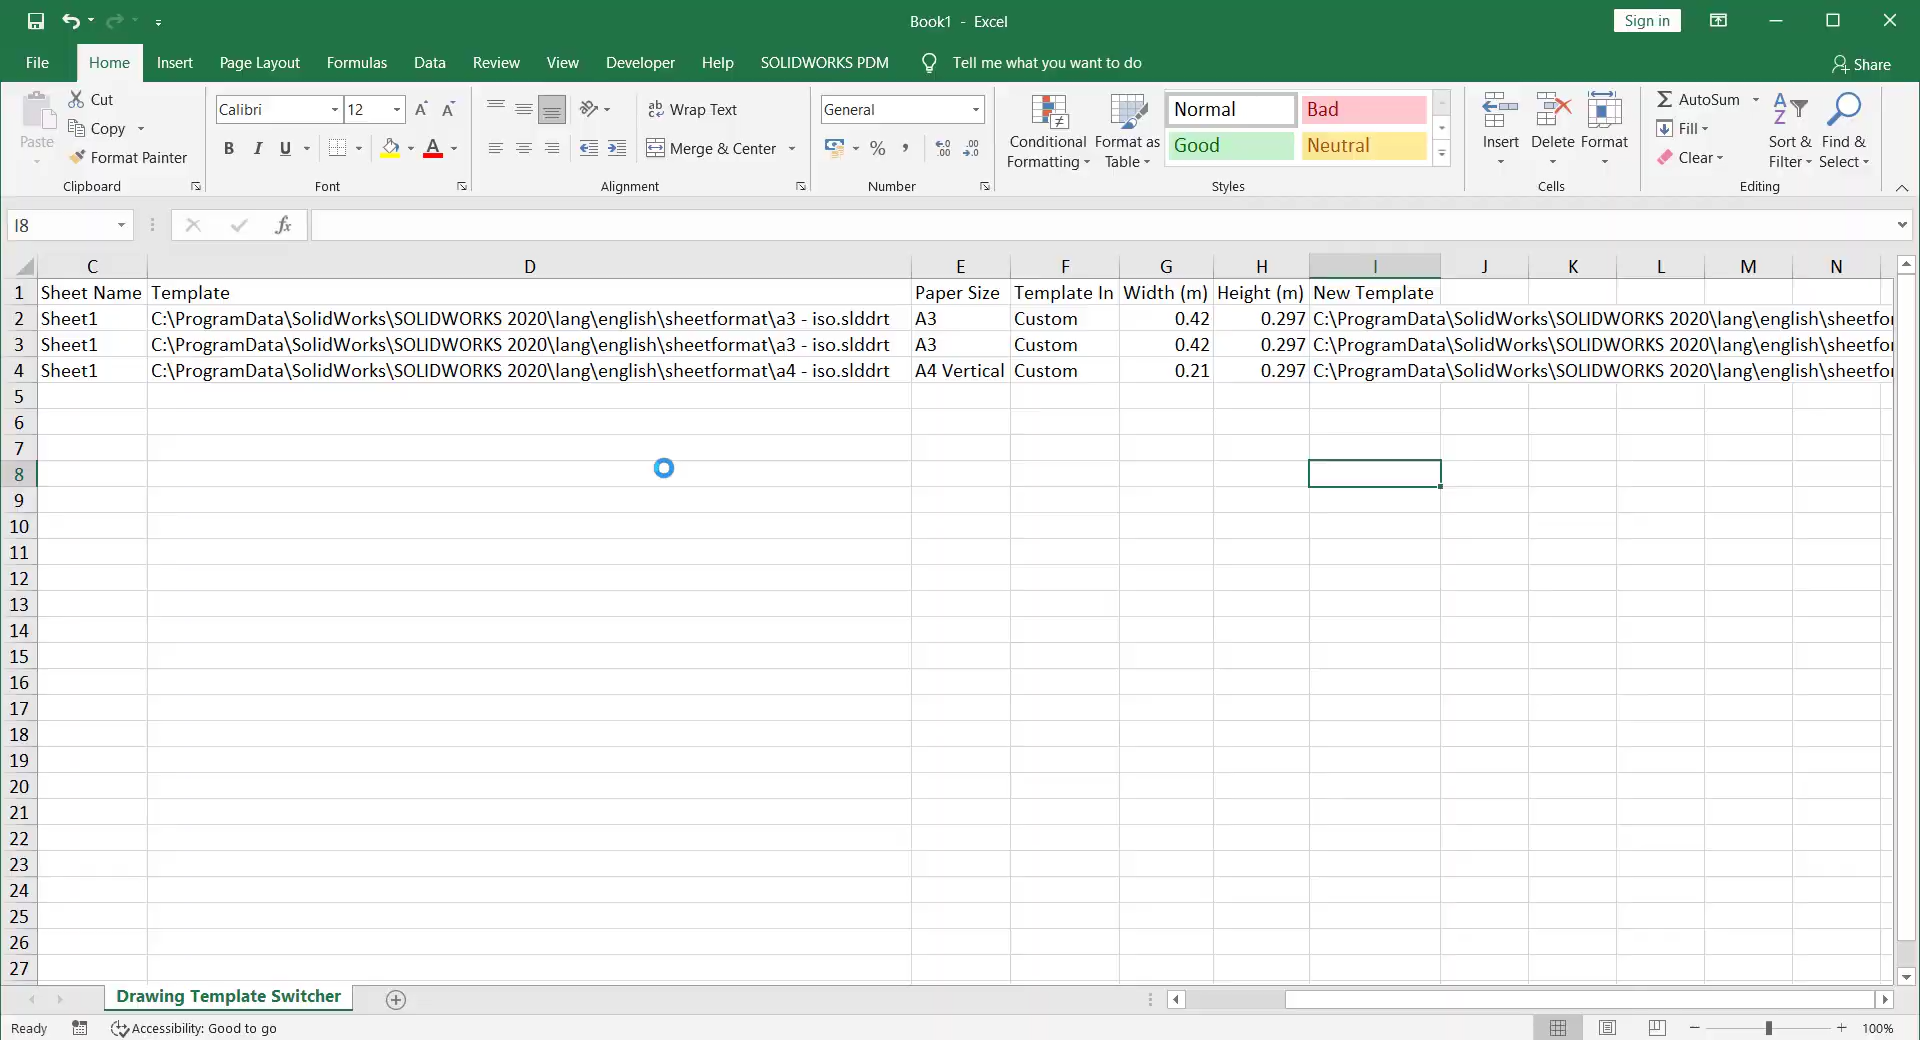 Book1 - Excel
Sign in
File Home Insert Page Layout Formulas Data Review View Developer Help SOLIDWORKS PDM Tell me what you want to do Share
Paste
Cut
Copy
Format Painter
Clipboard
Calibri 12
B I U A
Font
ab Wrap Text
Merge & Center
Alignment
General
% , .00
Number
Conditional Formatting
Format as Table
Normal Bad
Good Neutral
Styles
Insert Delete Format
Cells
AutoSum
Fill
Clear
Sort & Filter
Find & Select
Editing
I8 fx
C D E F G H I J K L M N
1 Sheet Name Template Paper Size Template In Width (m) Height (m) New Template
2 Sheet1 C:\ProgramData\SolidWorks\SOLIDWORKS 2020\lang\english\sheetformat\a3 - iso.slddrt A3 Custom 0.42 0.297 C:\ProgramData\SolidWorks\SOLIDWORKS 2020\lang\english\sheetfor
3 Sheet1 C:\ProgramData\SolidWorks\SOLIDWORKS 2020\lang\english\sheetformat\a3 - iso.slddrt A3 Custom 0.42 0.297 C:\ProgramData\SolidWorks\SOLIDWORKS 2020\lang\english\sheetfor
4 Sheet1 C:\ProgramData\SolidWorks\SOLIDWORKS 2020\lang\english\sheetformat\a4 - iso.slddrt A4 Vertical Custom 0.21 0.297 C:\ProgramData\SolidWorks\SOLIDWORKS 2020\lang\english\sheetfor
5
6
7
8
9
10
11
12
13
14
15
16
17
18
19
20
21
22
23
24
25
26
27
Drawing Template Switcher
Ready Accessibility: Good to go 100%